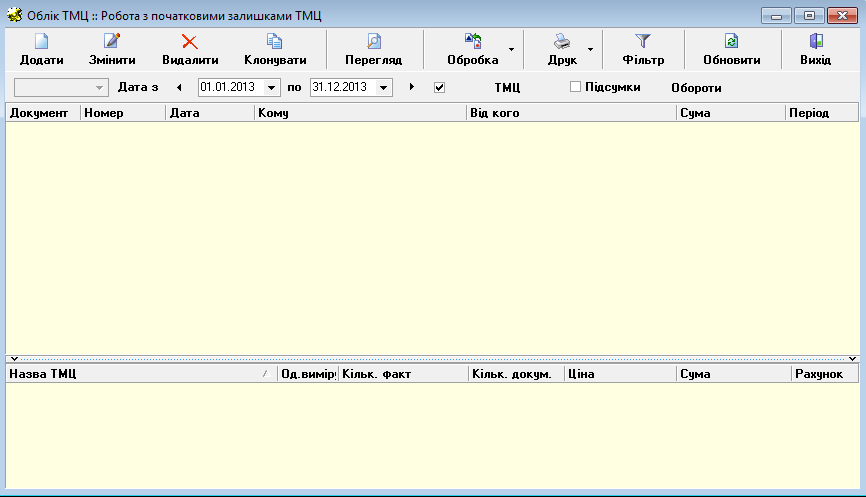 Облік ТМЦ :: Робота з початковими залишками ТМЦ
Додати Змінити Видалити Клонувати Перегляд Обробка Друк Фільтр Обновити Вихід
Дата з 01.01.2013 по 31.12.2013 ТМЦ Підсумки Обороти
Документ Номер Дата Кому Від кого Сума Період
Назва ТМЦ Од.виміру Кільк. факт Кільк. докум. Ціна Сума Рахунок